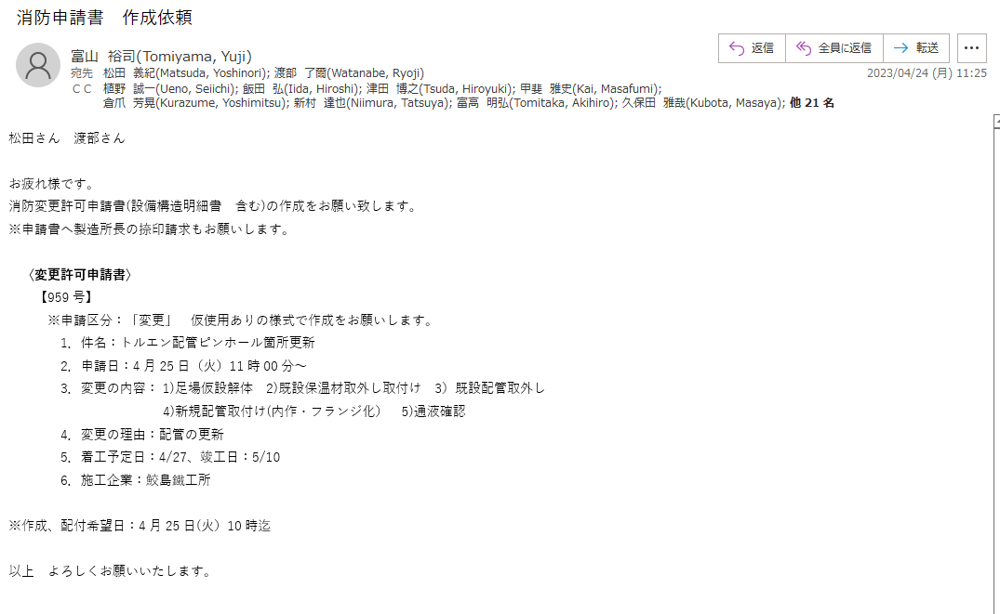 消防申請書　作成依頼
富山 裕司(Tomiyama, Yuji)
返信 全員に返信 転送
宛先 松田 義紀(Matsuda, Yoshinori); 渡部 了爾(Watanabe, Ryoji)
2023/04/24 (月) 11:25
ＣＣ 植野 誠一(Ueno, Seiichi); 飯田 弘(Iida, Hiroshi); 津田 博之(Tsuda, Hiroyuki); 甲斐 雅史(Kai, Masafumi);
倉爪 芳晃(Kurazume, Yoshimitsu); 新村 達也(Niimura, Tatsuya); 富高 明弘(Tomitaka, Akihiro); 久保田 雅哉(Kubota, Masaya); 他 21 名
松田さん　渡部さん
お疲れ様です。
消防変更許可申請書(設備構造明細書　含む)の作成をお願い致します。
※申請書へ製造所長の捺印請求もお願いします。
〈変更許可申請書〉
【959 号】
※申請区分：「変更」　仮使用ありの様式で作成をお願いします。
1. 件名：トルエン配管ピンホール箇所更新
2. 申請日：4 月 25 日（火）11 時 00 分～
3. 変更の内容： 1)足場仮設解体　2)既設保温材取外し取付け　3) 既設配管取外し
4)新規配管取付け(内作・フランジ化）　5)通液確認
4. 変更の理由：配管の更新
5. 着工予定日：4/27、竣工日：5/10
6. 施工企業：鮫島鐵工所
※作成、配付希望日：4 月 25 日(火）10 時迄
以上　よろしくお願いいたします。